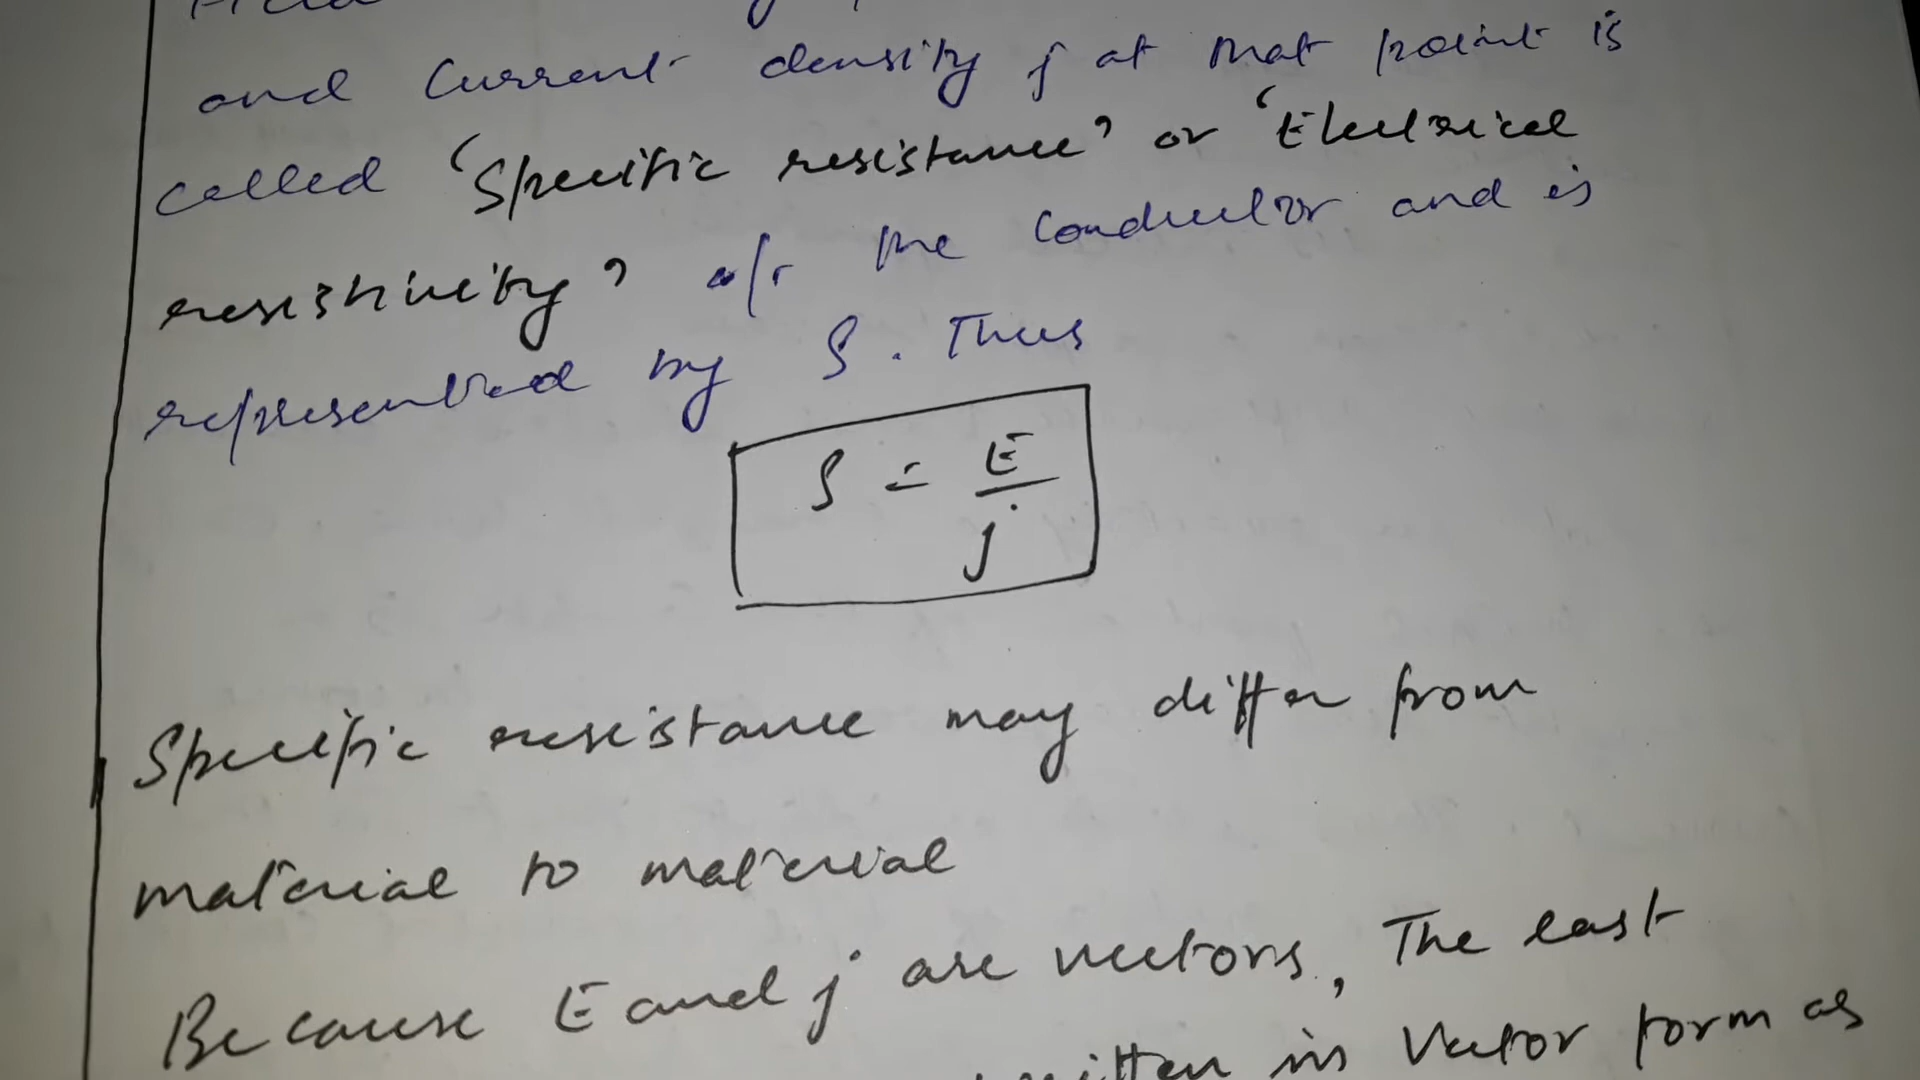 and current density j at that point is
called 'Specific resistance' or 'Electrical
resistivity' of the conductor and is
represented by ρ. Thus
ρ = E / j
Specific resistance may differ from
material to material
Because E and j are vectors, The last
written in Vector form as